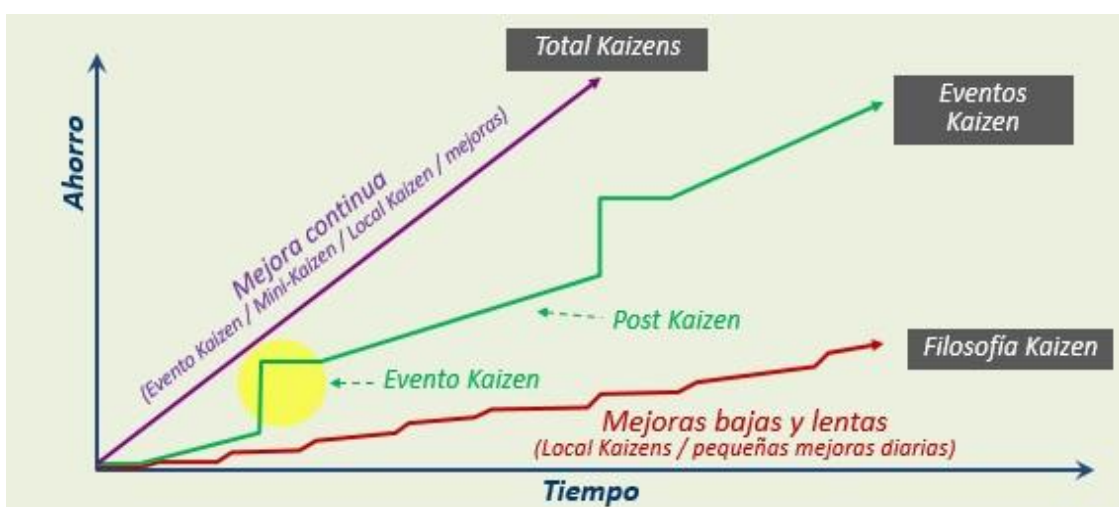 Total Kaizens
Eventos
Kaizen
Ahorro
Mejora continua
(Evento Kaizen / Mini-Kaizen / Local Kaizen / mejoras)
Post Kaizen
Filosofía Kaizen
Evento Kaizen
Mejoras bajas y lentas
(Local Kaizens / pequeñas mejoras diarias)
Tiempo